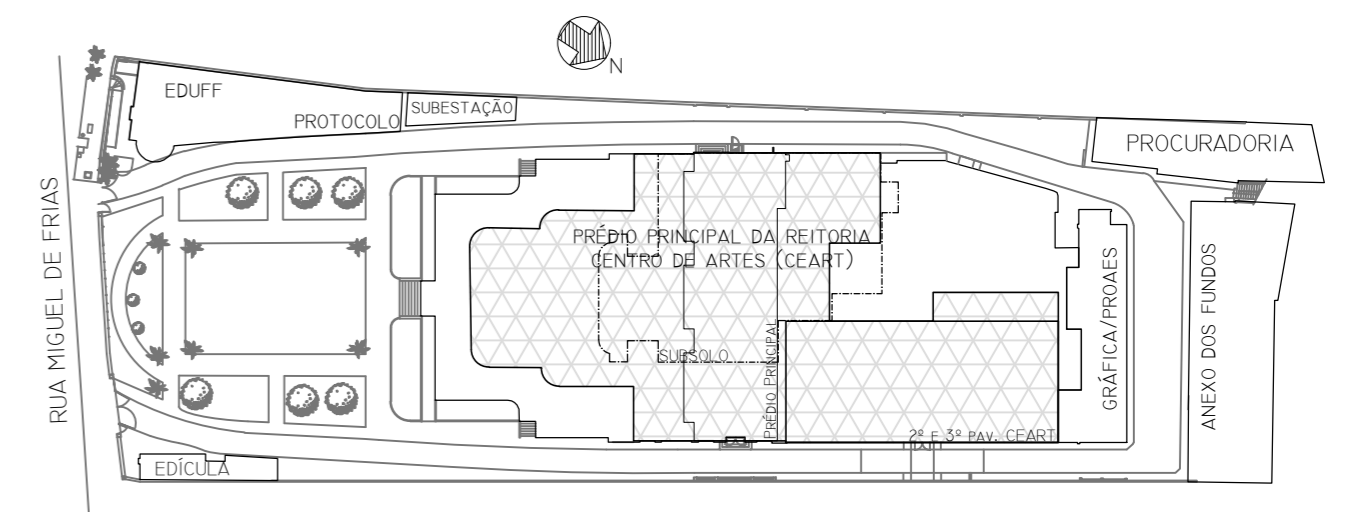 N
EDUFF
PROTOCOLO
SUBESTAÇÃO
PROCURADORIA
RUA MIGUEL DE FRIAS
PRÉDIO PRINCIPAL DA REITORIA
CENTRO DE ARTES (CEART)
SUBSOLO
PRÉDIO PRINCIPAL
GRÁFICA/PROAES
ANEXO DOS FUNDOS
2º E 3º PAV. CEART
EDÍCULA